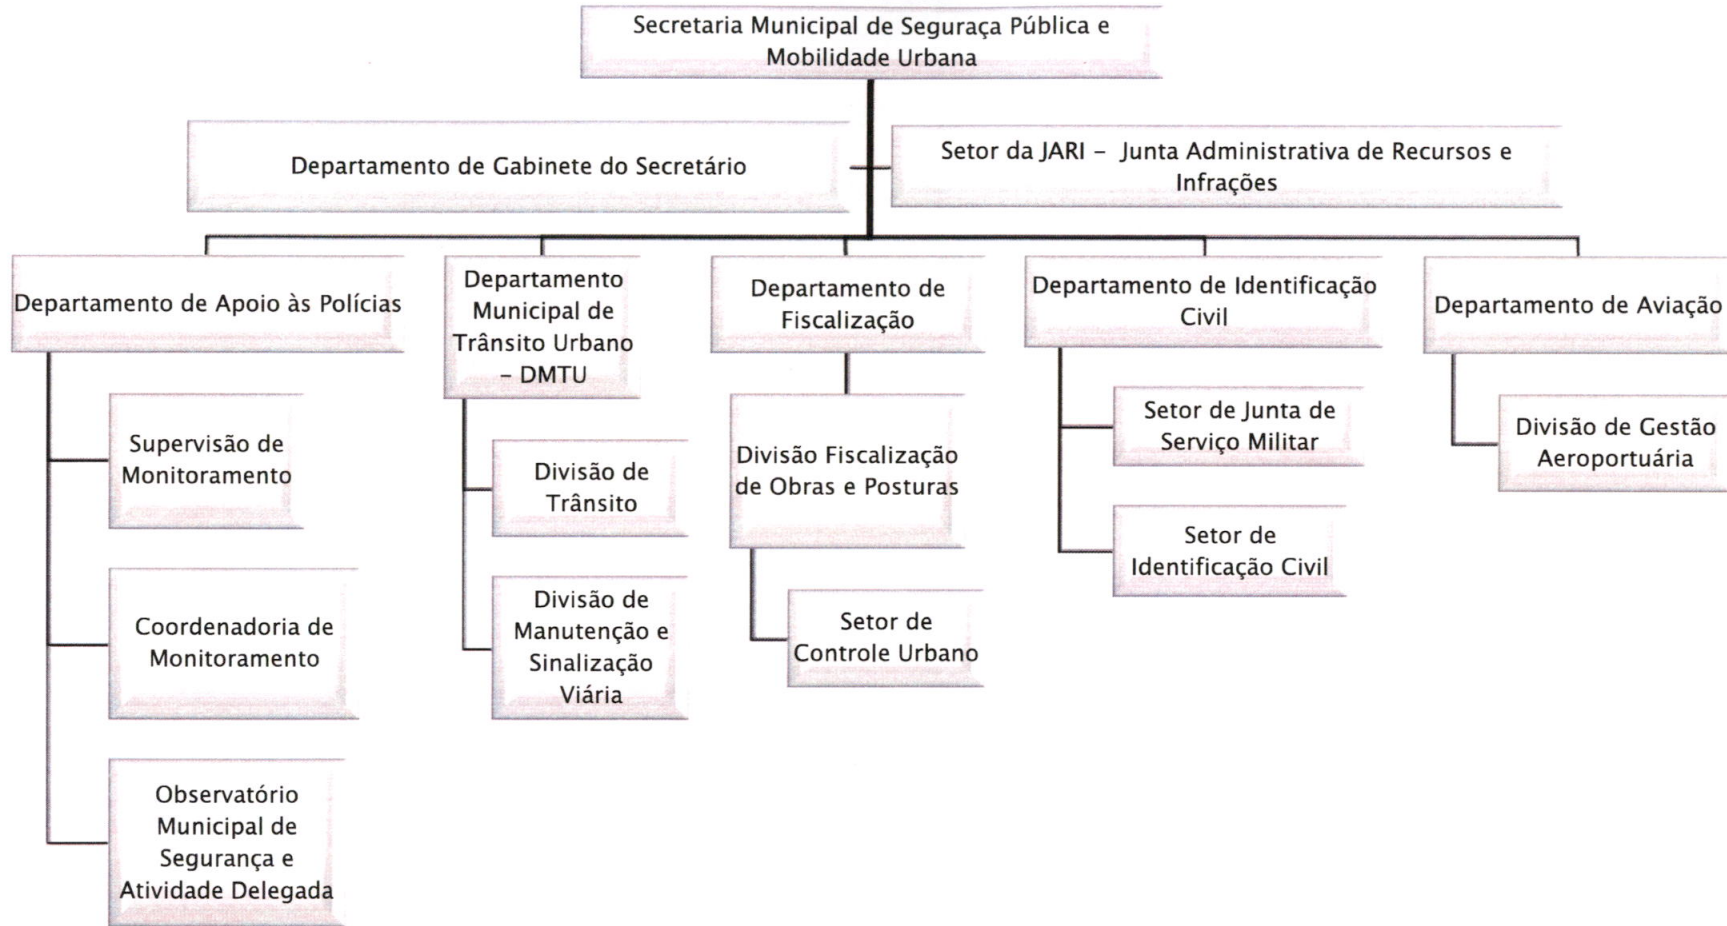 Secretaria Municipal de Seguraça Pública e
Mobilidade Urbana
Departamento de Gabinete do Secretário
Setor da JARI – Junta Administrativa de Recursos e
Infrações
Departamento de Apoio às Polícias
Supervisão de
Monitoramento
Coordenadoria de
Monitoramento
Observatório
Municipal de
Segurança e
Atividade Delegada
Departamento
Municipal de
Trânsito Urbano
– DMTU
Divisão de
Trânsito
Divisão de
Manutenção e
Sinalização
Viária
Departamento de
Fiscalização
Divisão Fiscalização
de Obras e Posturas
Setor de
Controle Urbano
Departamento de Identificação
Civil
Setor de Junta de
Serviço Militar
Setor de
Identificação Civil
Departamento de Aviação
Divisão de Gestão
Aeroportuária